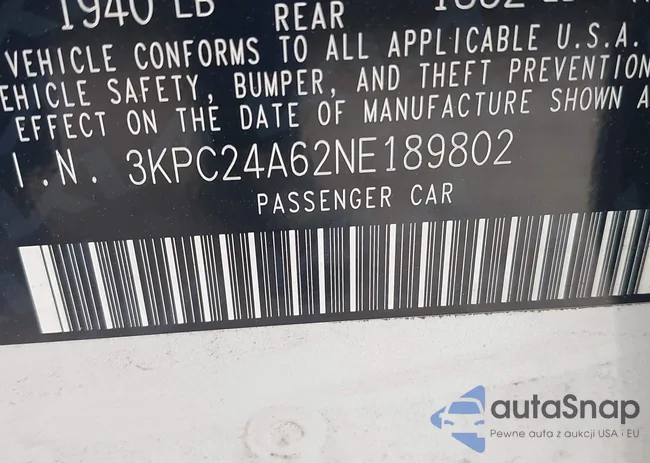 1940 LB
REAR
VEHICLE CONFORMS TO ALL APPLICABLE U.S.A.
VEHICLE SAFETY, BUMPER, AND THEFT PREVENTION
EFFECT ON THE DATE OF MANUFACTURE SHOWN A
I.N. 3KPC24A62NE189802
PASSENGER CAR
autaSnap
Pewne auta z aukcji USA i EU